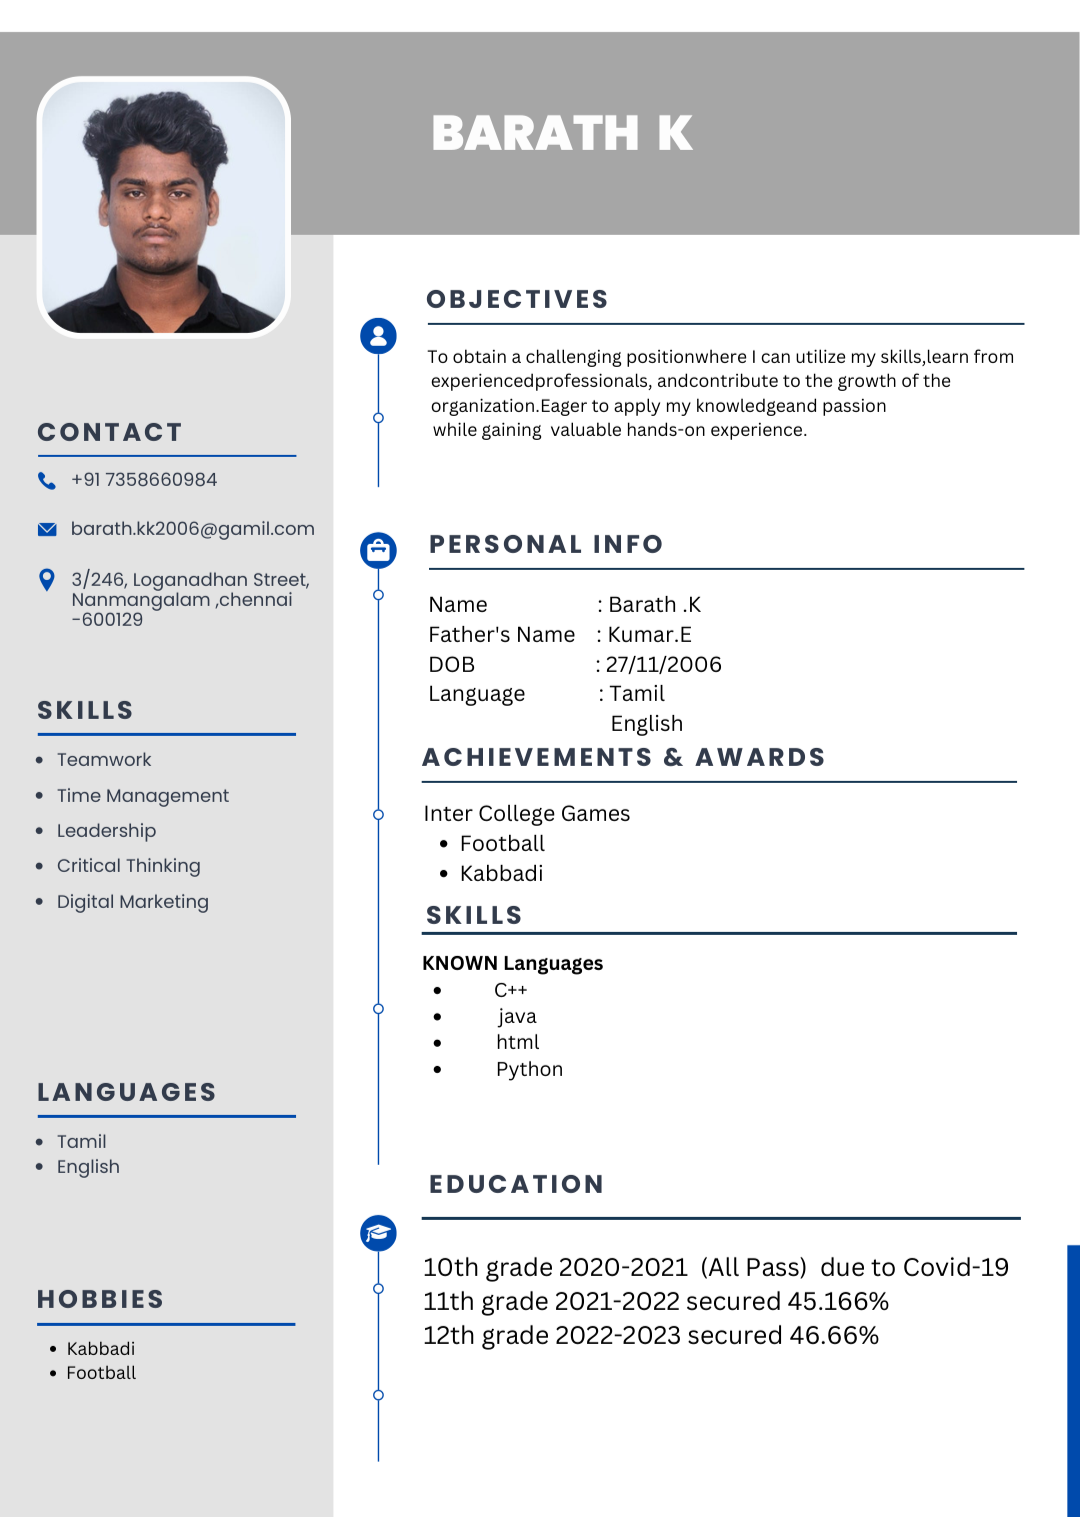 BARATH K
CONTACT
+91 7358660984
barath.kk2006@gamil.com
3/246, Loganadhan Street,
Nanmangalam ,chennai
-600129
SKILLS
Teamwork
Time Management
Leadership
Critical Thinking
Digital Marketing
LANGUAGES
Tamil
English
HOBBIES
Kabbadi
Football
OBJECTIVES
To obtain a challenging positionwhere I can utilize my skills,learn from
experiencedprofessionals, andcontribute to the growth of the
organization.Eager to apply my knowledgeand passion
while gaining valuable hands-on experience.
PERSONAL INFO
Name : Barath .K
Father's Name : Kumar.E
DOB : 27/11/2006
Language : Tamil
English
ACHIEVEMENTS & AWARDS
Inter College Games
Football
Kabbadi
SKILLS
KNOWN Languages
C++
java
html
Python
EDUCATION
10th grade 2020-2021 (All Pass) due to Covid-19
11th grade 2021-2022 secured 45.166%
12th grade 2022-2023 secured 46.66%